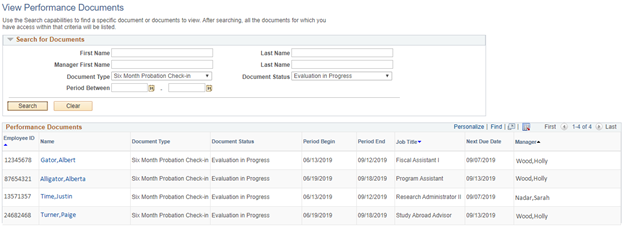 View Performance Documents
Use the Search capabilities to find a specific document or documents to view. After searching, all the documents for which you
have access within that criteria will be listed.
Search for Documents
First Name Last Name
Manager First Name Last Name
Document Type Six Month Probation Check-in Document Status Evaluation in Progress
Period Between -
Search Clear
Performance Documents Personalize | Find | First 1-4 of 4 Last
Employee ID Name Document Type Document Status Period Begin Period End Job Title Next Due Date Manager
12345678 Gator,Albert Six Month Probation Check-in Evaluation in Progress 06/13/2019 09/12/2019 Fiscal Assistant I 09/07/2019 Wood,Holly
87654321 Alligator,Alberta Six Month Probation Check-in Evaluation in Progress 06/19/2019 09/18/2019 Program Assistant 09/13/2019 Wood,Holly
13571357 Time,Justin Six Month Probation Check-in Evaluation in Progress 06/13/2019 09/12/2019 Research Administrator II 09/07/2019 Nadar,Sarah
24682468 Turner,Paige Six Month Probation Check-in Evaluation in Progress 06/19/2019 09/18/2019 Study Abroad Advisor 09/13/2019 Wood,Holly